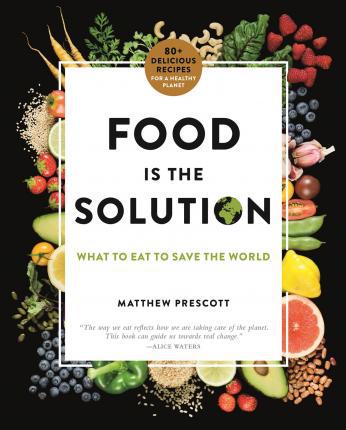 80+
DELICIOUS
RECIPES
FOR A HEALTHY
PLANET
FOOD
IS THE
SOLUTION
WHAT TO EAT TO SAVE THE WORLD
MATTHEW PRESCOTT
“The way we eat reflects how we are taking care of the planet.
This book can guide us towards real change.”
—ALICE WATERS